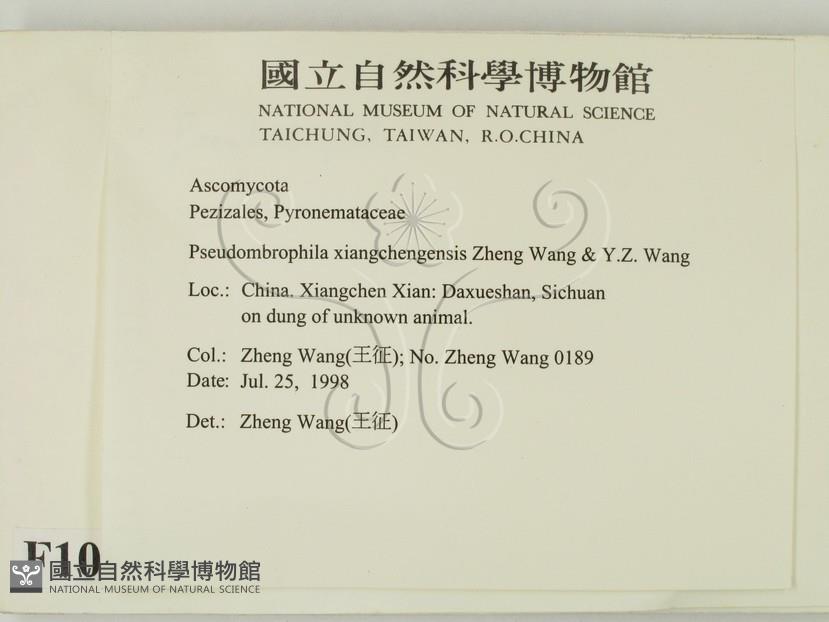 國立自然科學博物館
NATIONAL MUSEUM OF NATURAL SCIENCE
TAICHUNG, TAIWAN, R.O.CHINA
Ascomycota
Pezizales, Pyronemataceae
Pseudombrophila xiangchengensis Zheng Wang & Y.Z. Wang
Loc.: China. Xiangchen Xian: Daxueshan, Sichuan
on dung of unknown animal.
Col.: Zheng Wang(王征); No. Zheng Wang 0189
Date: Jul. 25, 1998
Det.: Zheng Wang(王征)
F10
國立自然科學博物館
NATIONAL MUSEUM OF NATURAL SCIENCE